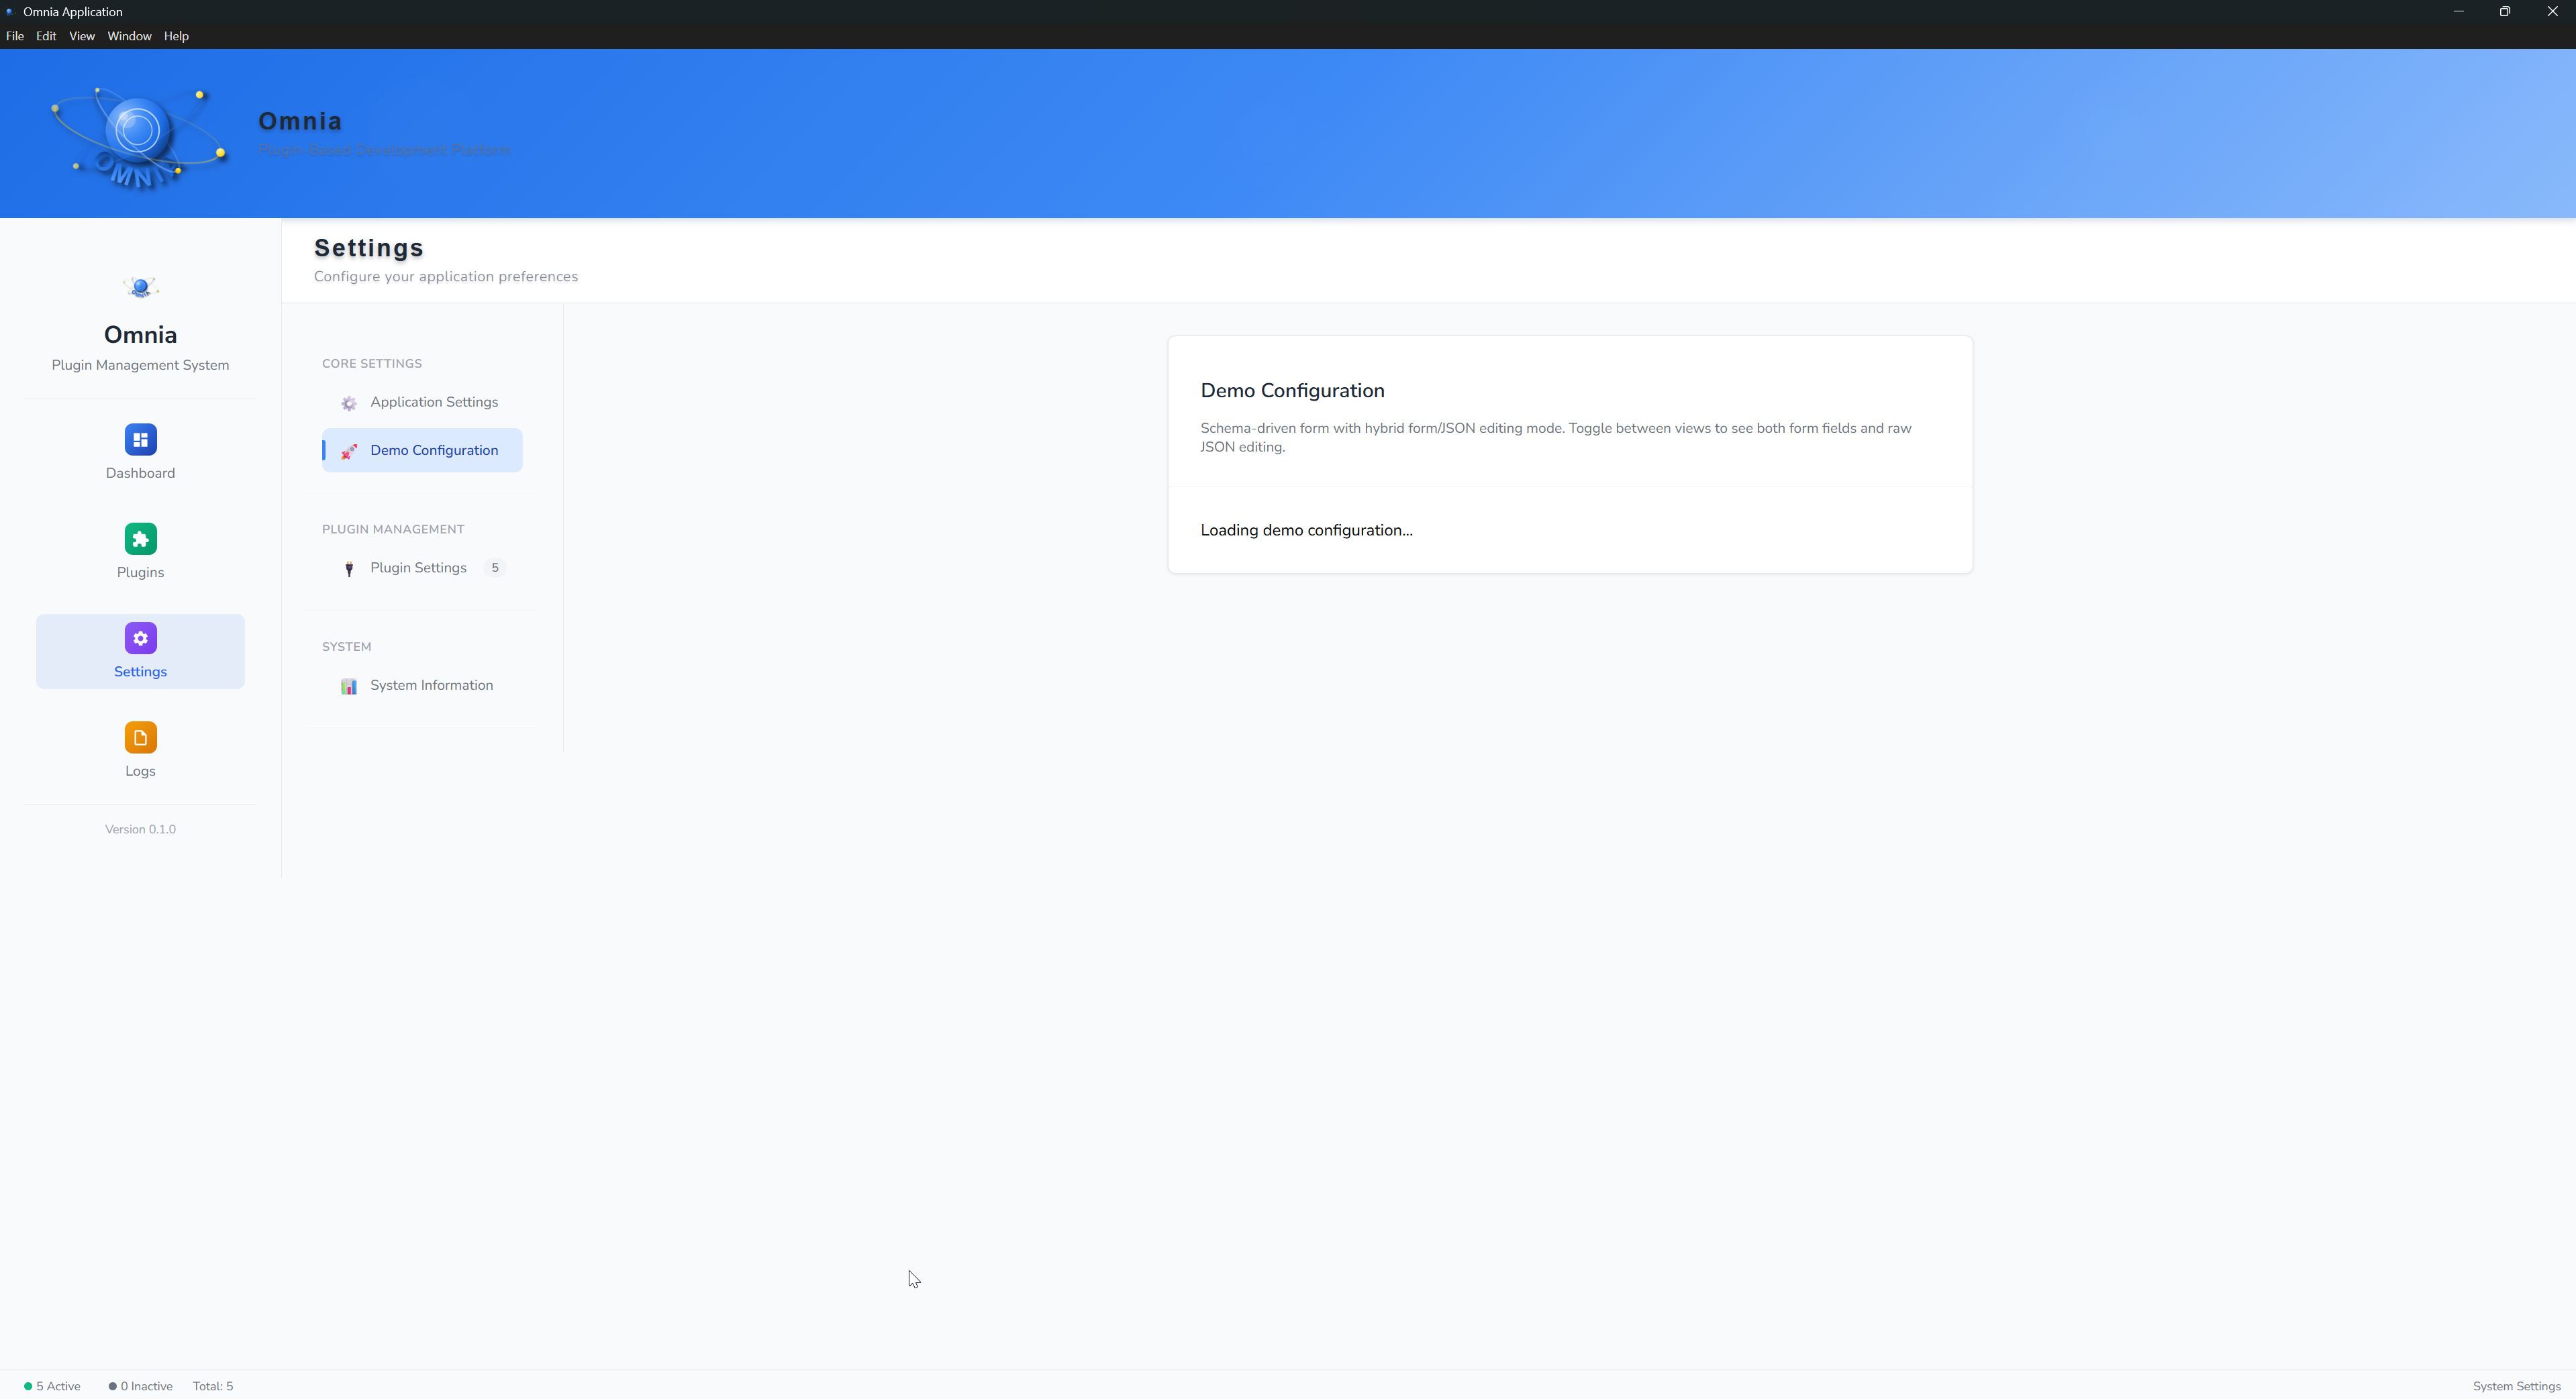 Omnia Application
File Edit View Window Help
OMNI
Omnia
Plugin-Based Development Platform
Omnia
Plugin Management System
Dashboard
Plugins
Settings
Logs
Version 0.1.0
Settings
Configure your application preferences
CORE SETTINGS
Application Settings
Demo Configuration
PLUGIN MANAGEMENT
Plugin Settings 5
SYSTEM
System Information
Demo Configuration
Schema-driven form with hybrid form/JSON editing mode. Toggle between views to see both form fields and raw
JSON editing.
Loading demo configuration...
5 Active 0 Inactive Total: 5
System Settings